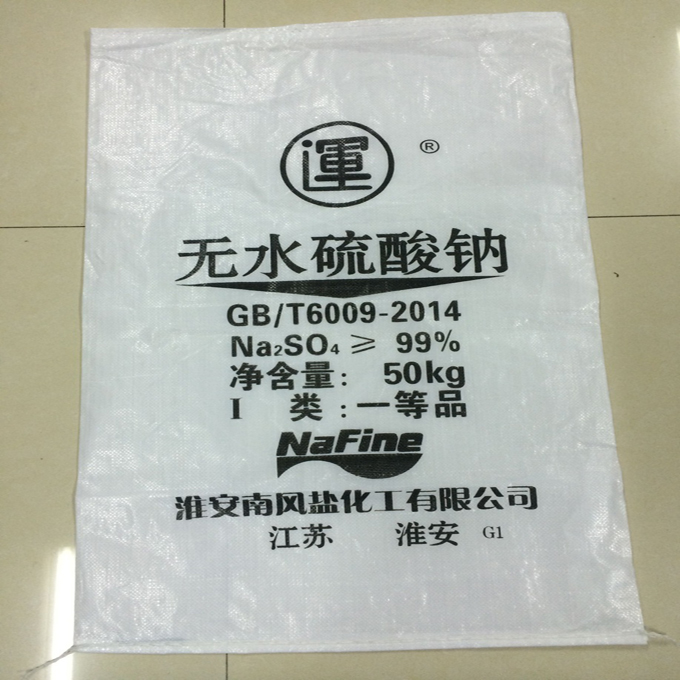 運 ®
无水硫酸钠
GB/T6009-2014
Na₂SO₄ ≥ 99%
净含量： 50kg
I 类：一等品
NaFine
淮安南风盐化工有限公司
江苏 淮安 G1